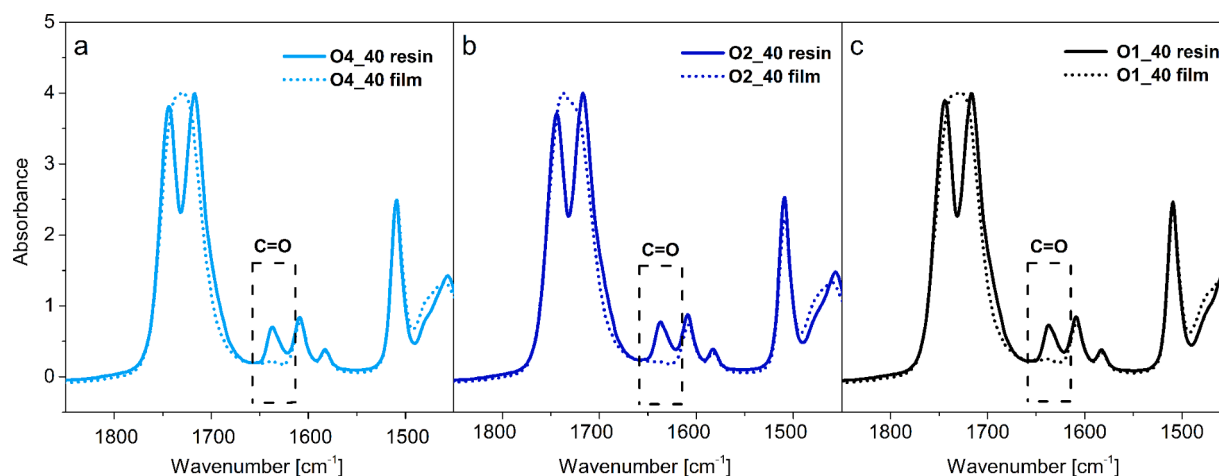 5
4
3
2
1
0
Absorbance
a
O4_40 resin
O4_40 film
C=O
1800 1700 1600 1500
Wavenumber [cm-1]
b
O2_40 resin
O2_40 film
C=O
1800 1700 1600 1500
Wavenumber [cm-1]
c
O1_40 resin
O1_40 film
C=O
1800 1700 1600 1500
Wavenumber [cm-1]